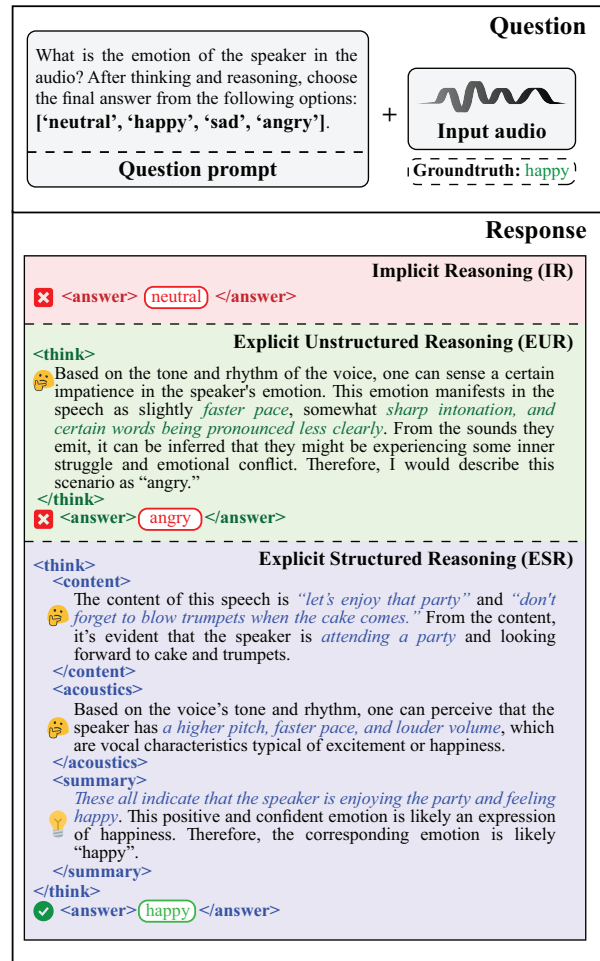 Question
What is the emotion of the speaker in the
audio? After thinking and reasoning, choose
the final answer from the following options:
[‘neutral’, ‘happy’, ‘sad’, ‘angry’].
Question prompt
+
Input audio
Groundtruth: happy
Response
Implicit Reasoning (IR)
<answer> neutral </answer>
Explicit Unstructured Reasoning (EUR)
<think>
Based on the tone and rhythm of the voice, one can sense a certain
impatience in the speaker's emotion. This emotion manifests in the
speech as slightly faster pace, somewhat sharp intonation, and
certain words being pronounced less clearly. From the sounds they
emit, it can be inferred that they might be experiencing some inner
struggle and emotional conflict. Therefore, I would describe this
scenario as “angry.”
</think>
<answer> angry </answer>
Explicit Structured Reasoning (ESR)
<think>
<content>
The content of this speech is “let’s enjoy that party” and “don't
forget to blow trumpets when the cake comes.” From the content,
it’s evident that the speaker is attending a party and looking
forward to cake and trumpets.
</content>
<acoustics>
Based on the voice’s tone and rhythm, one can perceive that the
speaker has a higher pitch, faster pace, and louder volume, which
are vocal characteristics typical of excitement or happiness.
</acoustics>
<summary>
These all indicate that the speaker is enjoying the party and feeling
happy. This positive and confident emotion is likely an expression
of happiness. Therefore, the corresponding emotion is likely
“happy”.
</summary>
</think>
<answer> happy </answer>